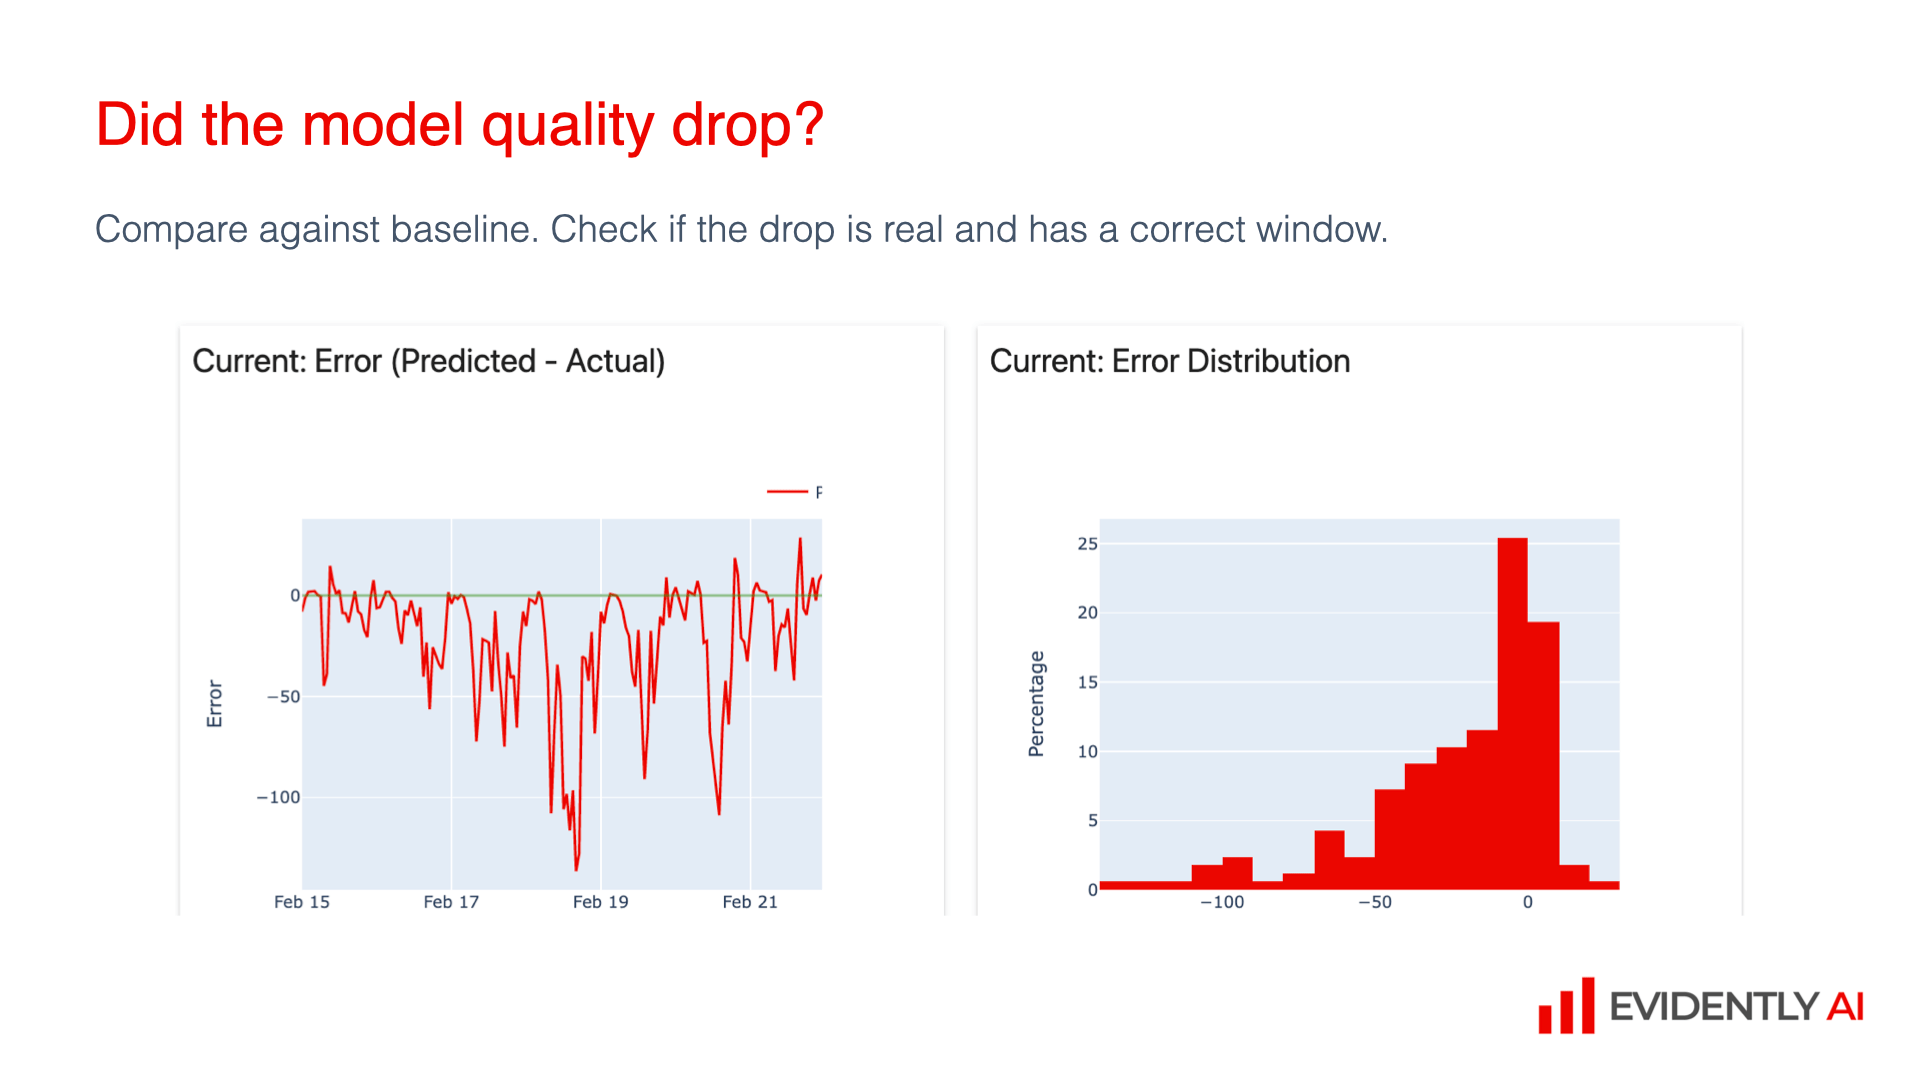 Did the model quality drop?
Compare against baseline. Check if the drop is real and has a correct window.
Current: Error (Predicted - Actual)
0
−50
−100
Error
Feb 15
Feb 17
Feb 19
Feb 21
Current: Error Distribution
25
20
15
10
5
0
Percentage
−100
−50
0
EVIDENTLY AI